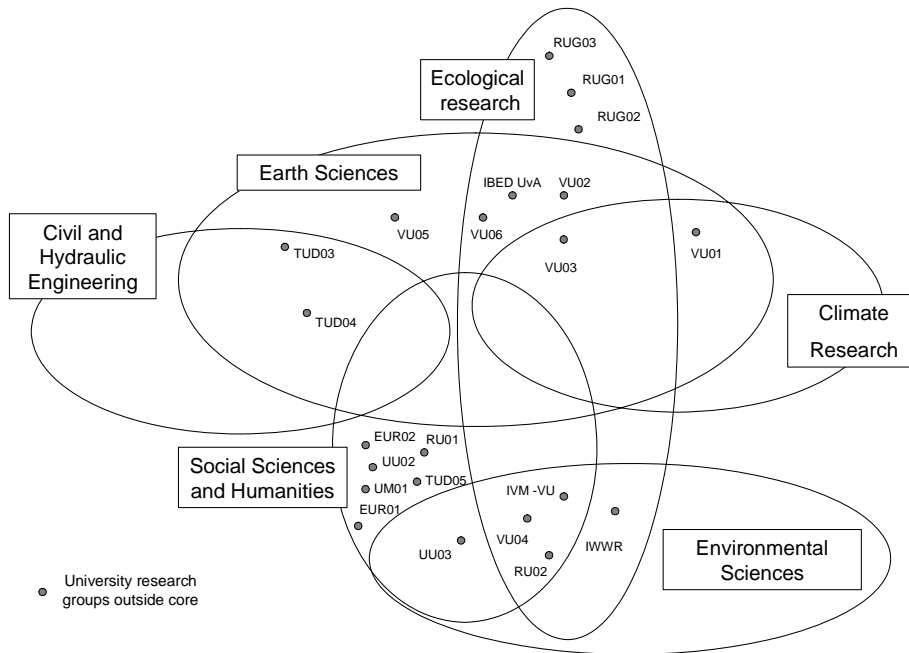 RUG03
Ecological
research
RUG01
RUG02
Earth Sciences
IBED UvA
VU02
Civil and
Hydraulic
Engineering
VU05
VU06
TUD03
VU03
VU01
TUD04
Climate
Research
EUR02
RU01
Social Sciences
and Humanities
UU02
TUD05
UM01
EUR01
IVM -VU
VU04
IWWR
UU03
RU02
Environmental
Sciences
University research
groups outside core